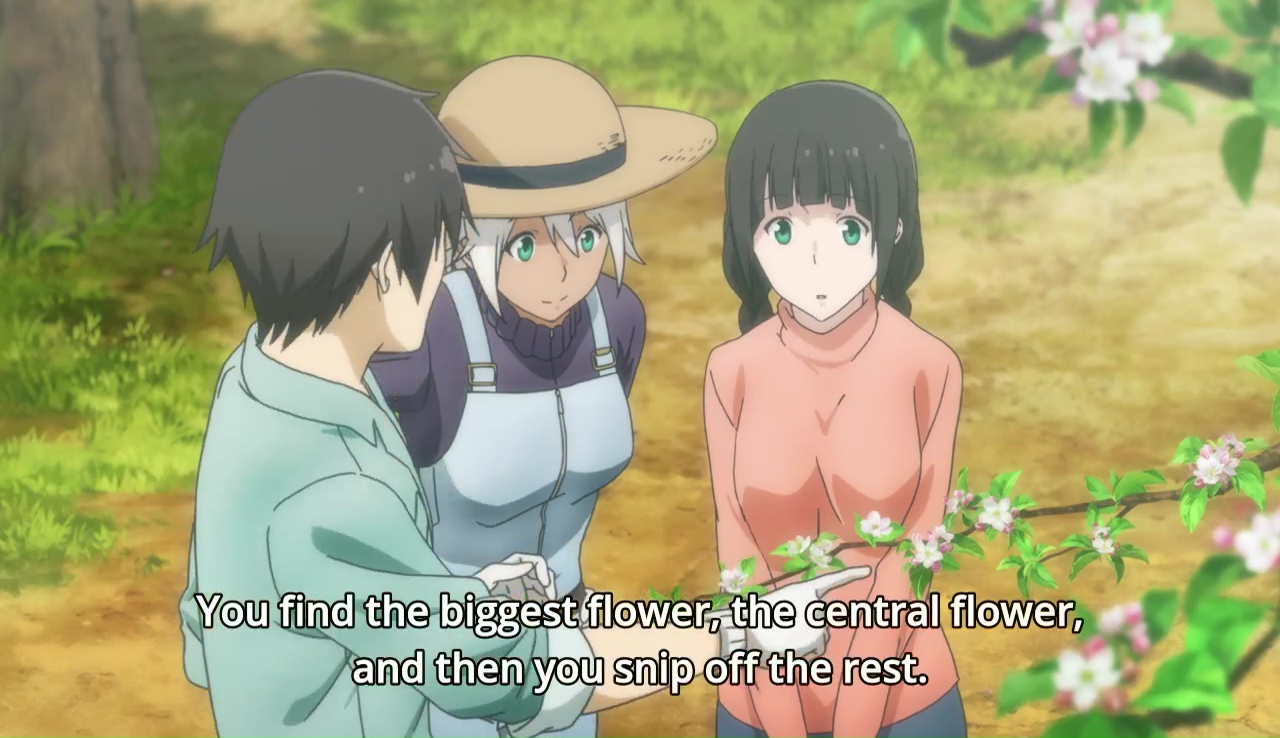 You find the biggest flower, the central flower,
and then you snip off the rest.